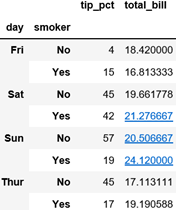 tip_pct total_bill
day smoker
Fri No 4 18.420000
Yes 15 16.813333
Sat No 45 19.661778
Yes 42 21.276667
Sun No 57 20.506667
Yes 19 24.120000
Thur No 45 17.113111
Yes 17 19.190588